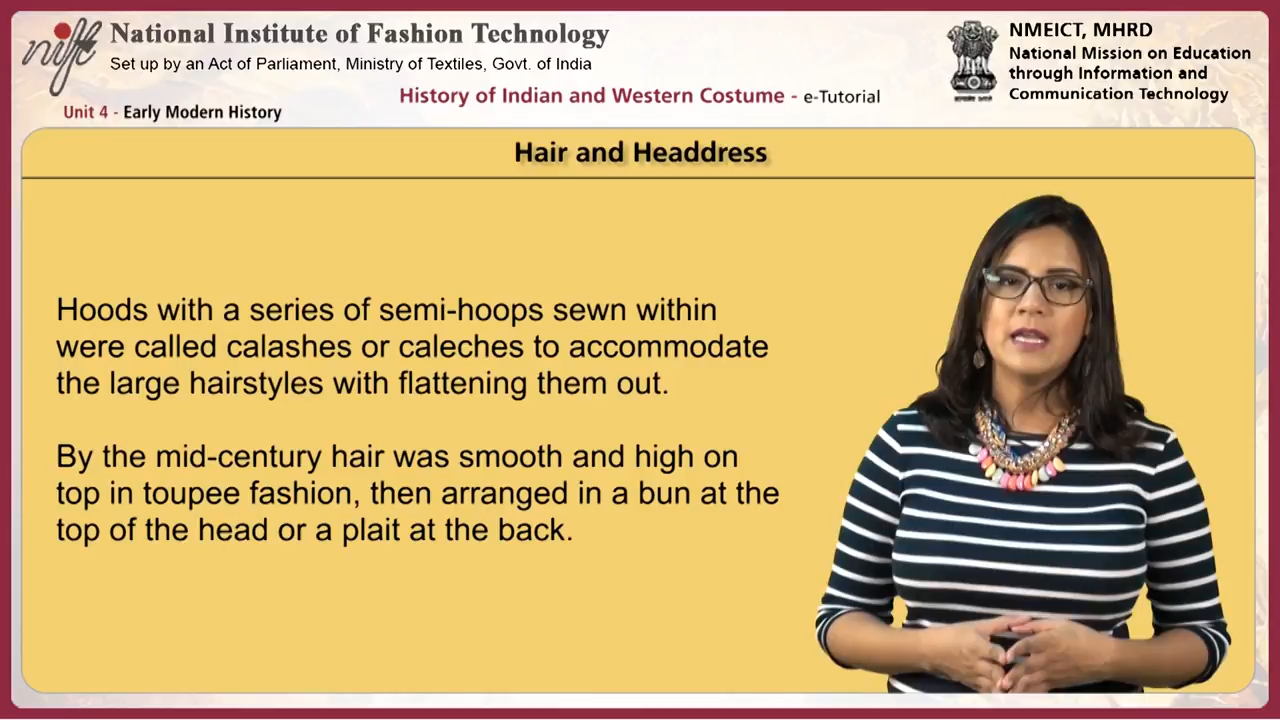 nift
National Institute of Fashion Technology
Set up by an Act of Parliament, Ministry of Textiles, Govt. of India
NMEICT, MHRD
National Mission on Education
through Information and
Communication Technology
History of Indian and Western Costume - e-Tutorial
Unit 4 - Early Modern History
Hair and Headdress
Hoods with a series of semi-hoops sewn within
were called calashes or caleches to accommodate
the large hairstyles with flattening them out.
By the mid-century hair was smooth and high on
top in toupee fashion, then arranged in a bun at the
top of the head or a plait at the back.